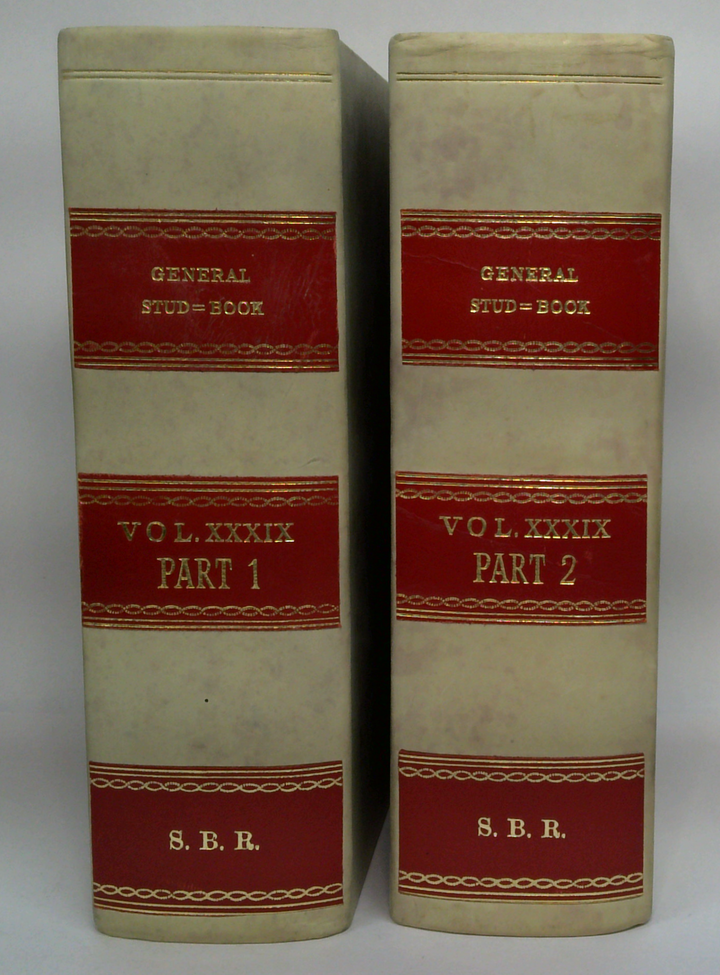 GENERAL
STUD=BOOK
VOL. XXXIX
PART 1
S. B. R.
GENERAL
STUD=BOOK
VOL. XXXIX
PART 2
S. B. R.